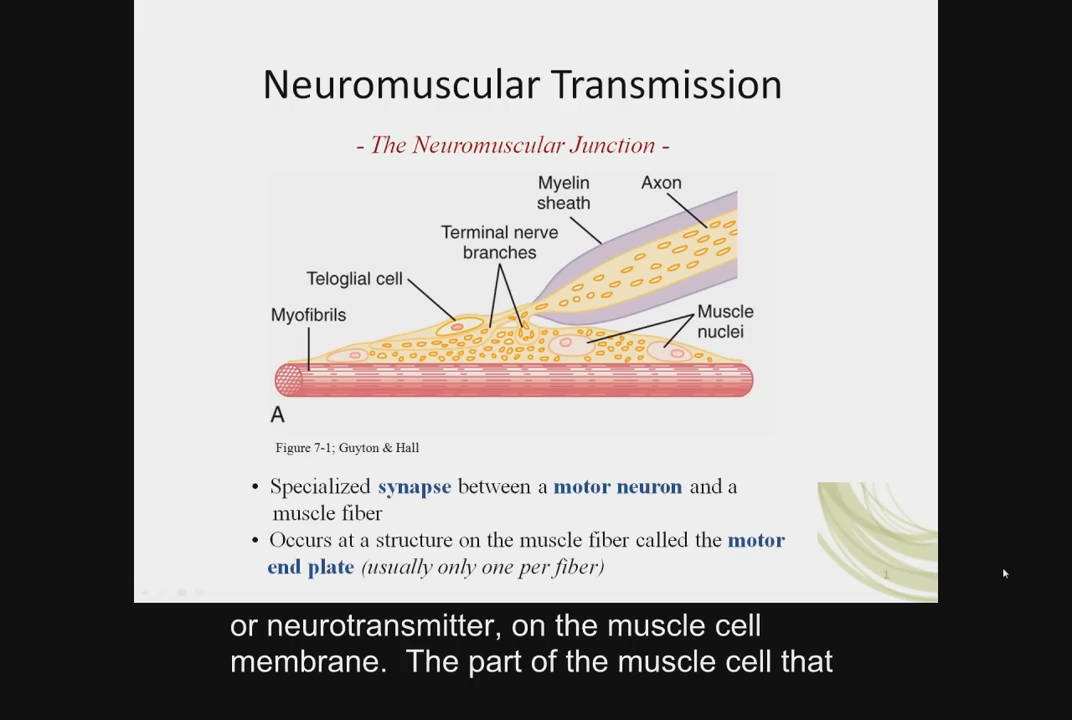 Neuromuscular Transmission
- The Neuromuscular Junction -
Myelin
sheath
Axon
Terminal nerve
branches
Teloglial cell
Myofibrils
Muscle
nuclei
A
Figure 7-1; Guyton & Hall
• Specialized synapse between a motor neuron and a
muscle fiber
• Occurs at a structure on the muscle fiber called the motor
end plate (usually only one per fiber)
1
or neurotransmitter, on the muscle cell
membrane.  The part of the muscle cell that